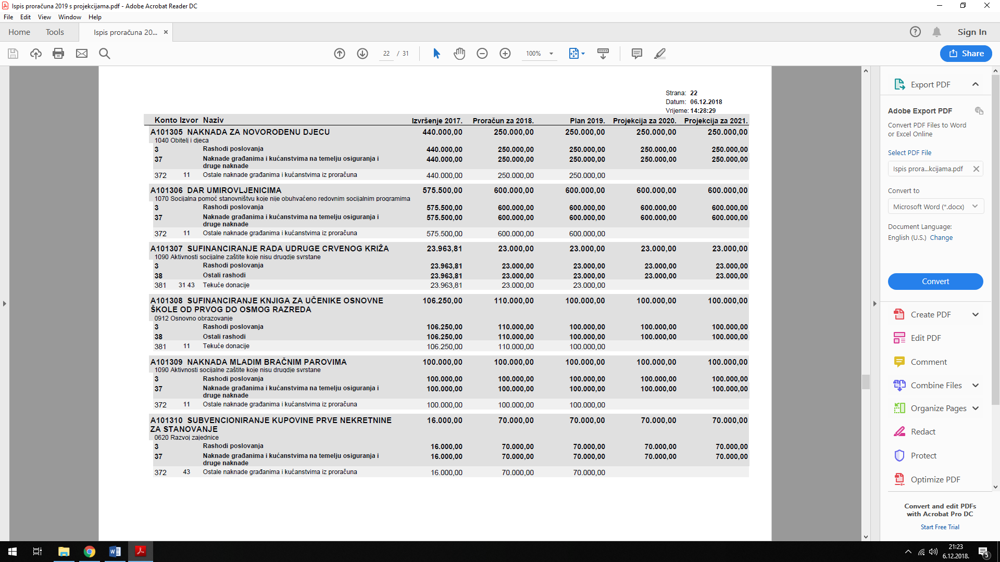 Ispis proračuna 2019 s projekcijama.pdf - Adobe Acrobat Reader DC
File Edit View Window Help
Home Tools Ispis proračuna 20... × Sign In
22 / 31 100% Share
Strana: 22
Datum: 06.12.2018
Vrijeme: 14:28:29
Konto Izvor Naziv Izvršenje 2017. Proračun za 2018. Plan 2019. Projekcija za 2020. Projekcija za 2021.
A101305 NAKNADA ZA NOVOROĐENU DJECU 440.000,00 250.000,00 250.000,00 250.000,00 250.000,00
1040 Obitelj i djeca
3 Rashodi poslovanja 440.000,00 250.000,00 250.000,00 250.000,00 250.000,00
37 Naknade građanima i kućanstvima na temelju osiguranja i 440.000,00 250.000,00 250.000,00 250.000,00 250.000,00
druge naknade
372 11 Ostale naknade građanima i kućanstvima iz proračuna 440.000,00 250.000,00 250.000,00
A101306 DAR UMIROVLJENICIMA 575.500,00 600.000,00 600.000,00 600.000,00 600.000,00
1070 Socijalna pomoć stanovništvu koje nije obuhvaćeno redovnim socijalnim programima
3 Rashodi poslovanja 575.500,00 600.000,00 600.000,00 600.000,00 600.000,00
37 Naknade građanima i kućanstvima na temelju osiguranja i 575.500,00 600.000,00 600.000,00 600.000,00 600.000,00
druge naknade
372 11 Ostale naknade građanima i kućanstvima iz proračuna 575.500,00 600.000,00 600.000,00
A101307 SUFINANCIRANJE RADA UDRUGE CRVENOG KRIŽA 23.963,81 23.000,00 23.000,00 23.000,00 23.000,00
1090 Aktivnosti socijalne zaštite koje nisu drugdje svrstane
3 Rashodi poslovanja 23.963,81 23.000,00 23.000,00 23.000,00 23.000,00
38 Ostali rashodi 23.963,81 23.000,00 23.000,00 23.000,00 23.000,00
381 31 43 Tekuće donacije 23.963,81 23.000,00 23.000,00
A101308 SUFINANCIRANJE KNJIGA ZA UČENIKE OSNOVNE 106.250,00 110.000,00 100.000,00 100.000,00 100.000,00
ŠKOLE OD PRVOG DO OSMOG RAZREDA
0912 Osnovno obrazovanje
3 Rashodi poslovanja 106.250,00 110.000,00 100.000,00 100.000,00 100.000,00
38 Ostali rashodi 106.250,00 110.000,00 100.000,00 100.000,00 100.000,00
381 11 Tekuće donacije 106.250,00 110.000,00 100.000,00
A101309 NAKNADA MLADIM BRAČNIM PAROVIMA 100.000,00 100.000,00 100.000,00 100.000,00 100.000,00
1090 Aktivnosti socijalne zaštite koje nisu drugdje svrstane
3 Rashodi poslovanja 100.000,00 100.000,00 100.000,00 100.000,00 100.000,00
37 Naknade građanima i kućanstvima na temelju osiguranja i 100.000,00 100.000,00 100.000,00 100.000,00 100.000,00
druge naknade
372 11 Ostale naknade građanima i kućanstvima iz proračuna 100.000,00 100.000,00 100.000,00
A101310 SUBVENCIONIRANJE KUPOVINE PRVE NEKRETNINE 16.000,00 70.000,00 70.000,00 70.000,00 70.000,00
ZA STANOVANJE
0620 Razvoj zajednice
3 Rashodi poslovanja 16.000,00 70.000,00 70.000,00 70.000,00 70.000,00
37 Naknade građanima i kućanstvima na temelju osiguranja i 16.000,00 70.000,00 70.000,00 70.000,00 70.000,00
druge naknade
372 43 Ostale naknade građanima i kućanstvima iz proračuna 16.000,00 70.000,00 70.000,00
Export PDF
Adobe Export PDF
Convert PDF Files to Word
or Excel Online
Select PDF File
Ispis prora...kcijama.pdf
Convert to
Microsoft Word (*.docx)
Document Language:
English (U.S.) Change
Convert
Create PDF
Edit PDF
Comment
Combine Files
Organize Pages
Redact
Protect
Optimize PDF
Convert and edit PDFs
with Acrobat Pro DC
Start Free Trial
21:23
6.12.2018.
5